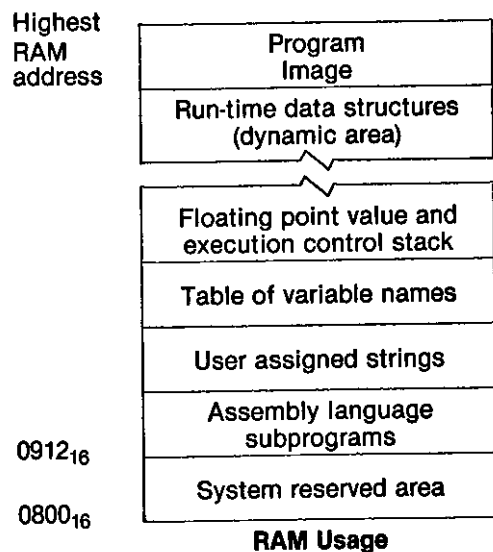 Highest
RAM
address
Program
Image
Run-time data structures
(dynamic area)
Floating point value and
execution control stack
Table of variable names
User assigned strings
Assembly language
subprograms
0912₁₆
System reserved area
0800₁₆
RAM Usage